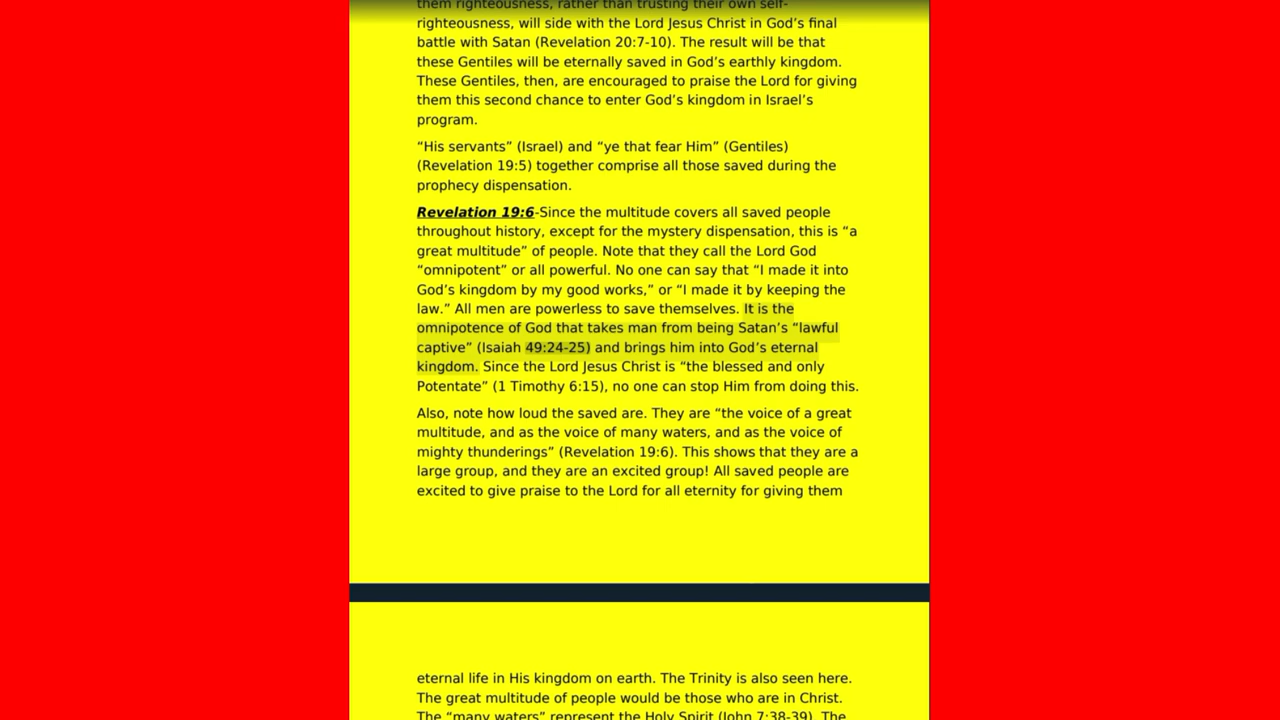 them righteousness, rather than trusting their own self-
righteousness, will side with the Lord Jesus Christ in God’s final
battle with Satan (Revelation 20:7-10). The result will be that
these Gentiles will be eternally saved in God’s earthly kingdom.
These Gentiles, then, are encouraged to praise the Lord for giving
them this second chance to enter God’s kingdom in Israel’s
program.
“His servants” (Israel) and “ye that fear Him” (Gentiles)
(Revelation 19:5) together comprise all those saved during the
prophecy dispensation.
Revelation 19:6-Since the multitude covers all saved people
throughout history, except for the mystery dispensation, this is “a
great multitude” of people. Note that they call the Lord God
“omnipotent” or all powerful. No one can say that “I made it into
God’s kingdom by my good works,” or “I made it by keeping the
law.” All men are powerless to save themselves. It is the
omnipotence of God that takes man from being Satan’s “lawful
captive” (Isaiah 49:24-25) and brings him into God’s eternal
kingdom. Since the Lord Jesus Christ is “the blessed and only
Potentate” (1 Timothy 6:15), no one can stop Him from doing this.
Also, note how loud the saved are. They are “the voice of a great
multitude, and as the voice of many waters, and as the voice of
mighty thunderings” (Revelation 19:6). This shows that they are a
large group, and they are an excited group! All saved people are
excited to give praise to the Lord for all eternity for giving them
eternal life in His kingdom on earth. The Trinity is also seen here.
The great multitude of people would be those who are in Christ.
The “many waters” represent the Holy Spirit (John 7:38-39). The